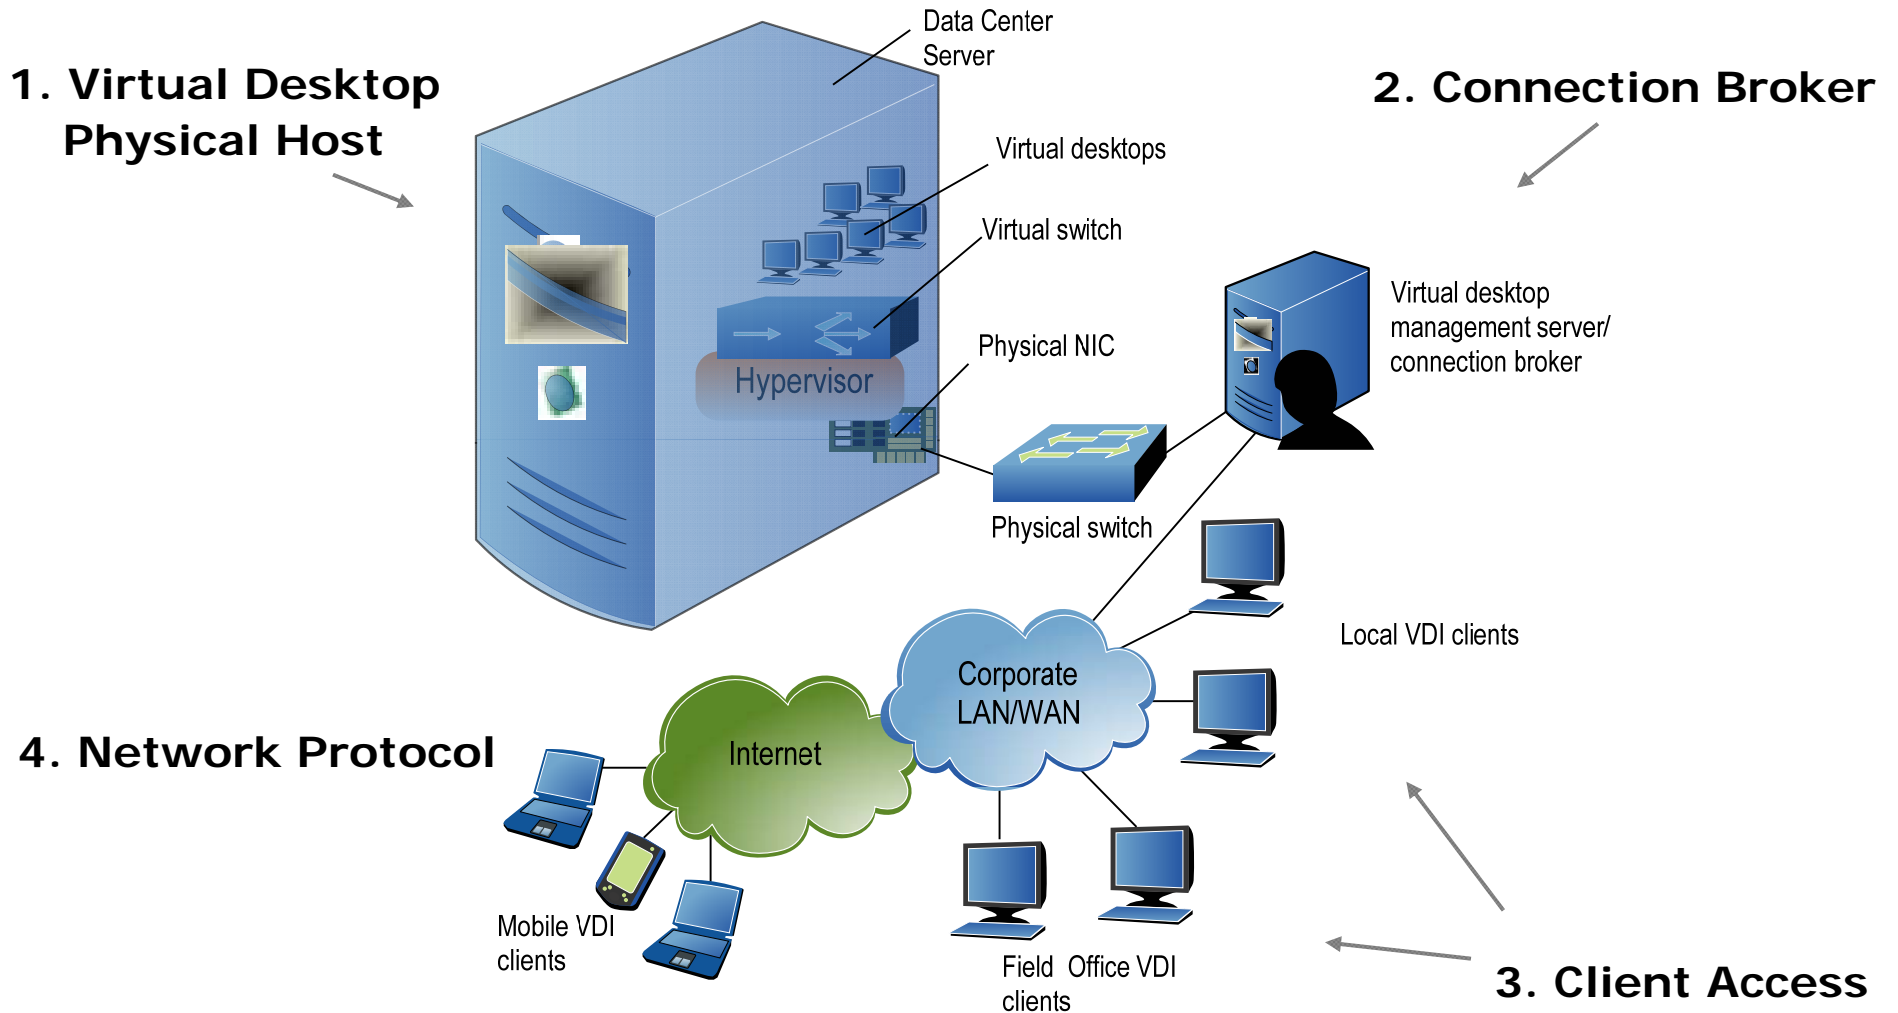 Data Center
Server
1. Virtual Desktop
Physical Host
2. Connection Broker
Virtual desktops
Virtual switch
Virtual desktop
management server/
connection broker
Physical NIC
Hypervisor
Physical switch
Local VDI clients
Corporate
LAN/WAN
4. Network Protocol
Internet
Mobile VDI
clients
Field Office VDI
clients
3. Client Access